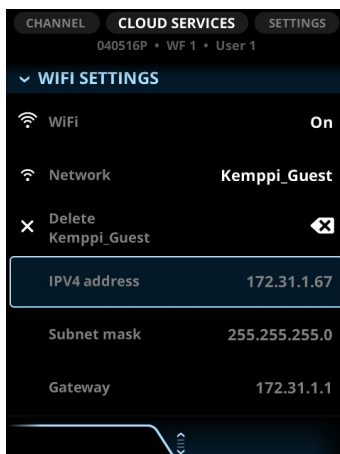 CHANNEL CLOUD SERVICES SETTINGS
040516P • WF 1 • User 1
WIFI SETTINGS
WiFi On
Network Kemppi_Guest
Delete
Kemppi_Guest
IPV4 address 172.31.1.67
Subnet mask 255.255.255.0
Gateway 172.31.1.1